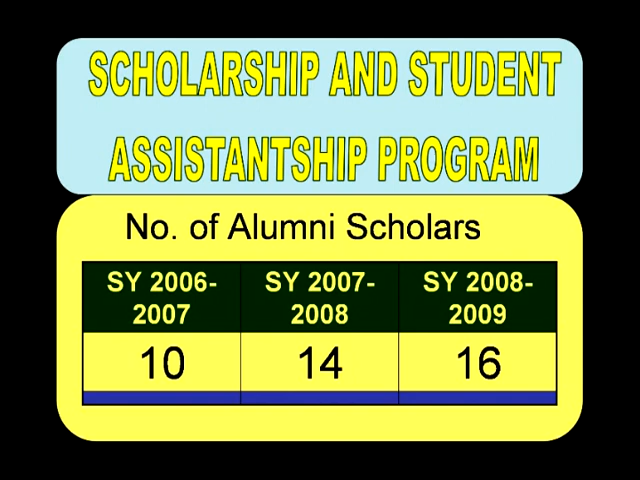 SCHOLARSHIP AND STUDENT
ASSISTANTSHIP PROGRAM
No. of Alumni Scholars
SY 2006-
2007
SY 2007-
2008
SY 2008-
2009
10
14
16